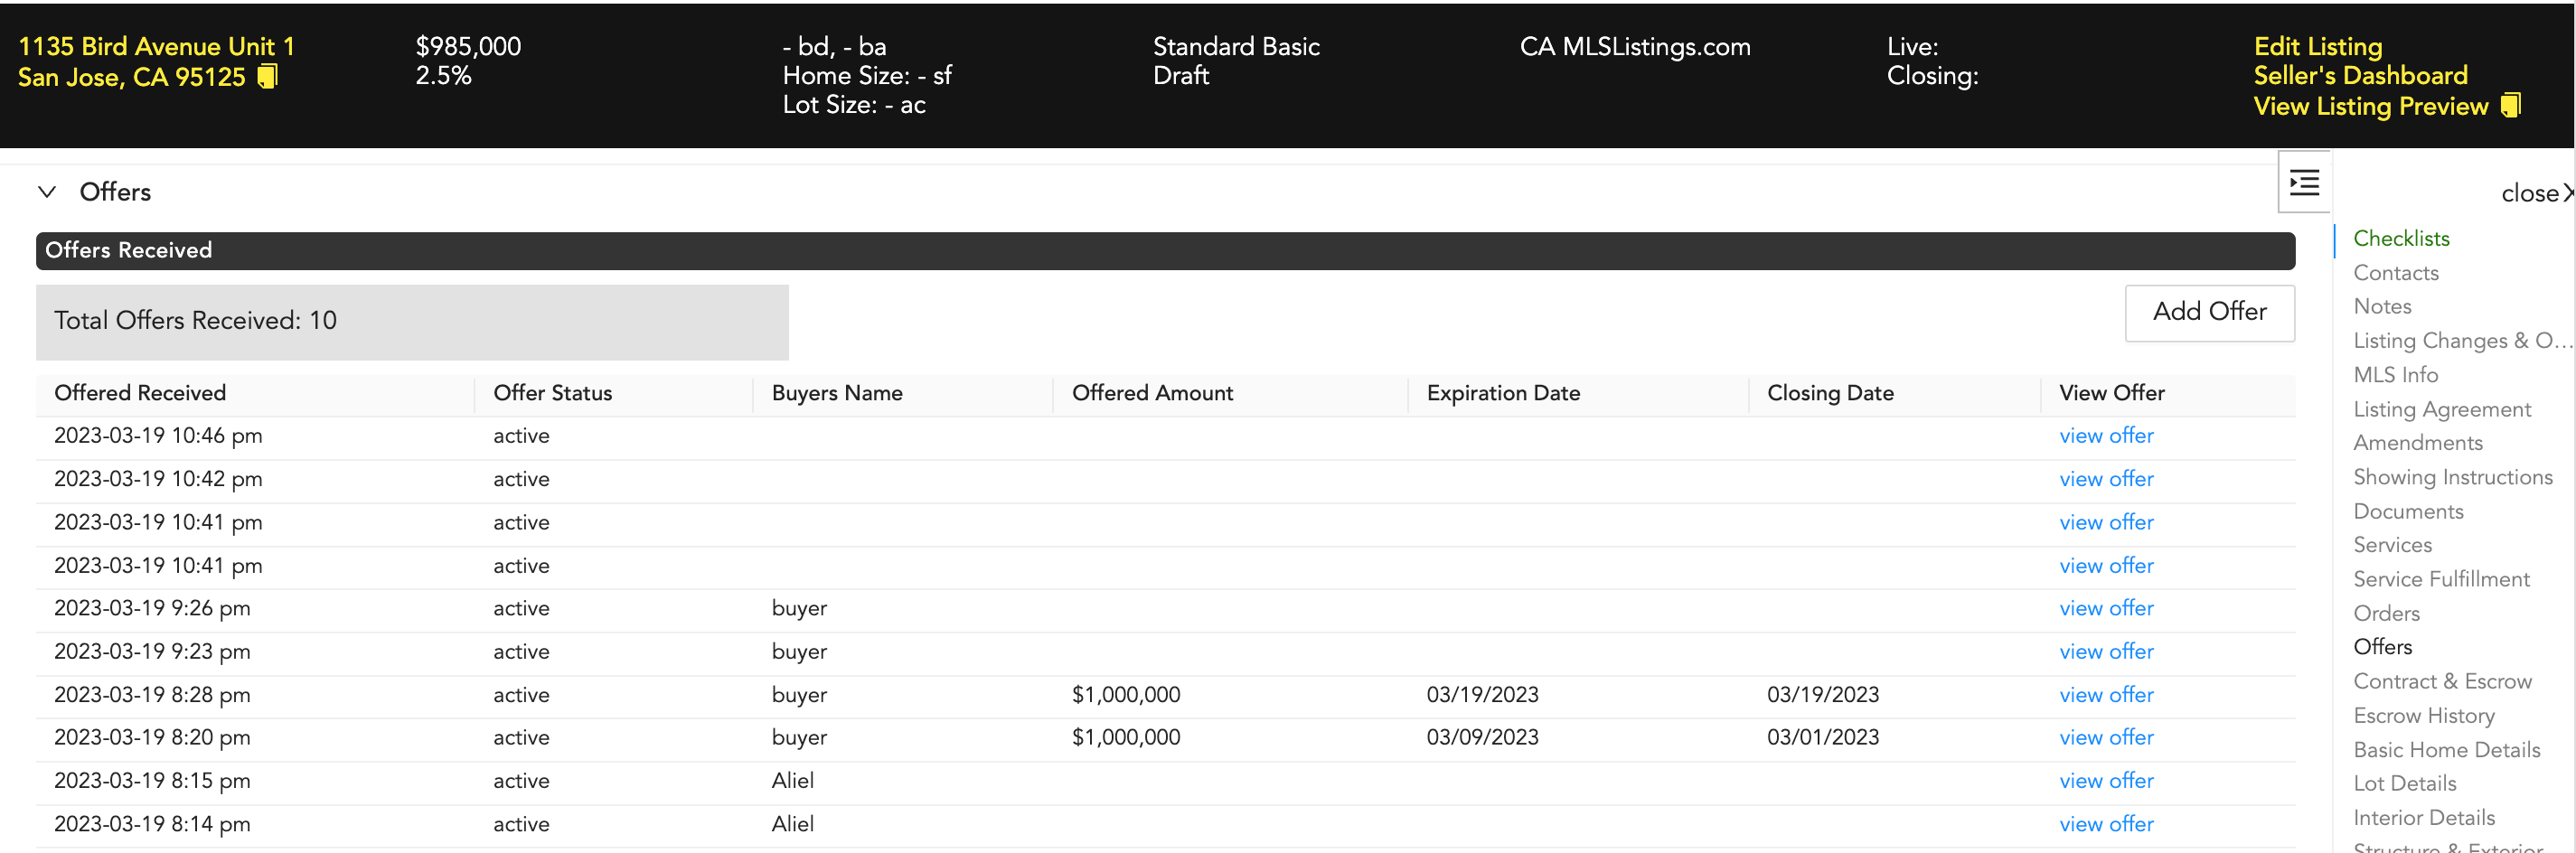 1135 Bird Avenue Unit 1
San Jose, CA 95125
$985,000
2.5%
- bd, - ba
Home Size: - sf
Lot Size: - ac
Standard Basic
Draft
CA MLSListings.com
Live:
Closing:
Edit Listing
Seller's Dashboard
View Listing Preview
Offers
Offers Received
Total Offers Received: 10
Add Offer
Offered Received Offer Status Buyers Name Offered Amount Expiration Date Closing Date View Offer
2023-03-19 10:46 pm active view offer
2023-03-19 10:42 pm active view offer
2023-03-19 10:41 pm active view offer
2023-03-19 10:41 pm active view offer
2023-03-19 9:26 pm active buyer view offer
2023-03-19 9:23 pm active buyer view offer
2023-03-19 8:28 pm active buyer $1,000,000 03/19/2023 03/19/2023 view offer
2023-03-19 8:20 pm active buyer $1,000,000 03/09/2023 03/01/2023 view offer
2023-03-19 8:15 pm active Aliel view offer
2023-03-19 8:14 pm active Aliel view offer
close X
Checklists
Contacts
Notes
Listing Changes & O...
MLS Info
Listing Agreement
Amendments
Showing Instructions
Documents
Services
Service Fulfillment
Orders
Offers
Contract & Escrow
Escrow History
Basic Home Details
Lot Details
Interior Details
Structure & Exterior